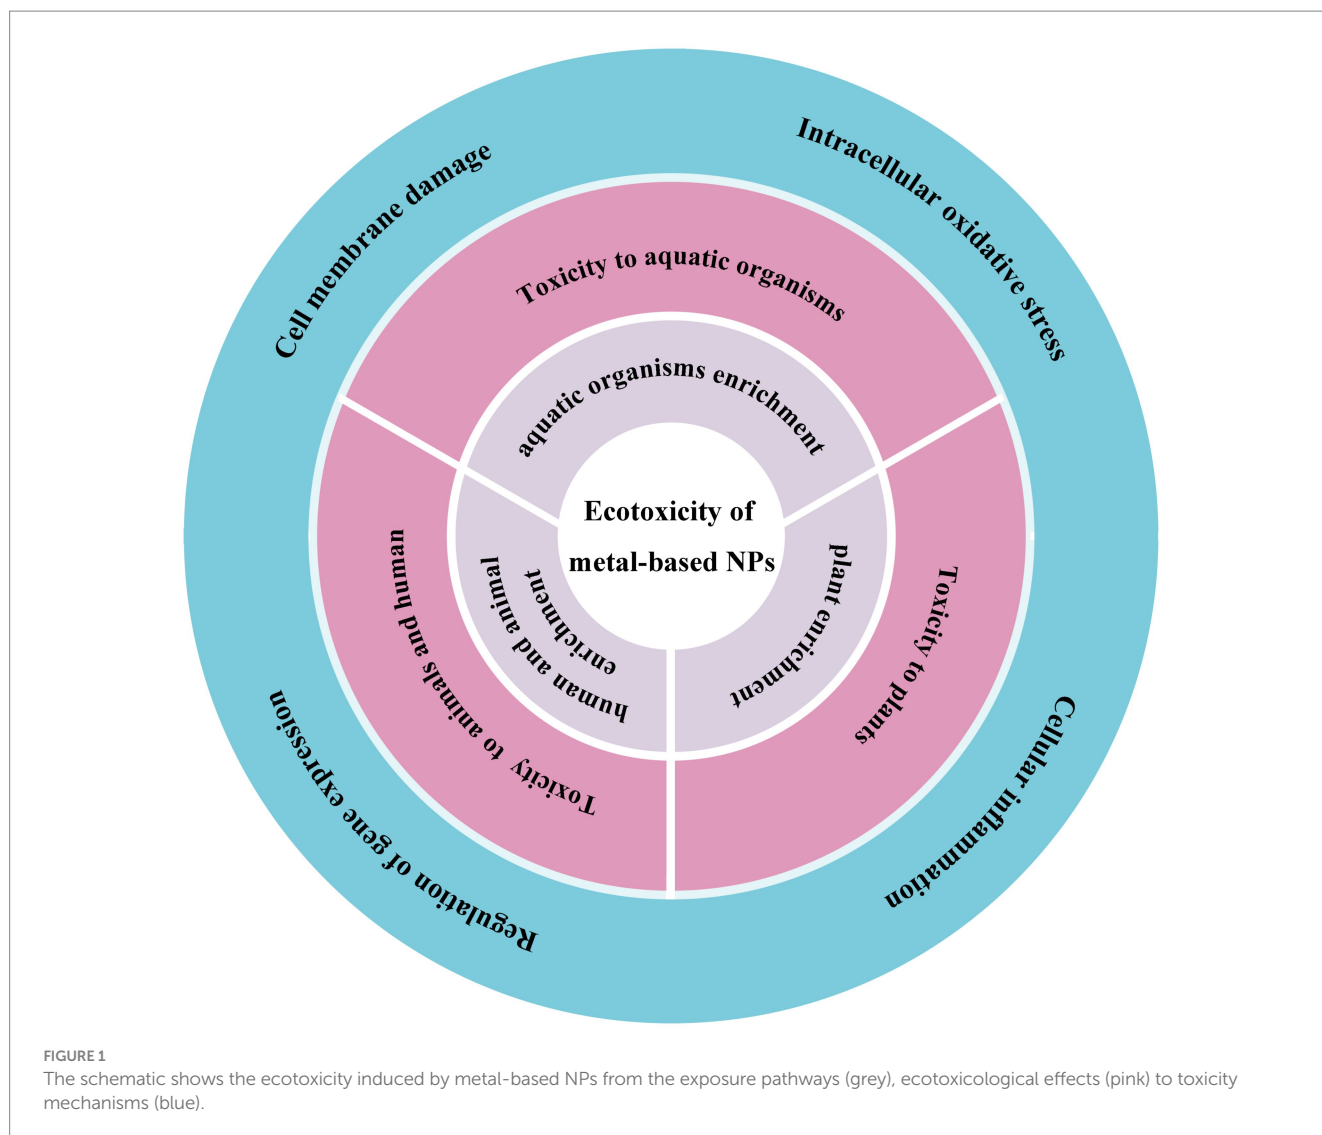 Cell membrane damage
Intracellular oxidative stress
Toxicity to aquatic organisms
aquatic organisms enrichment
Ecotoxicity of
metal-based NPs
human and animal
enrichment
plant enrichment
Toxicity to animals and human
Toxicity to plants
Regulation of gene expression
Cellular inflammation
FIGURE 1
The schematic shows the ecotoxicity induced by metal-based NPs from the exposure pathways (grey), ecotoxicological effects (pink) to toxicity
mechanisms (blue).